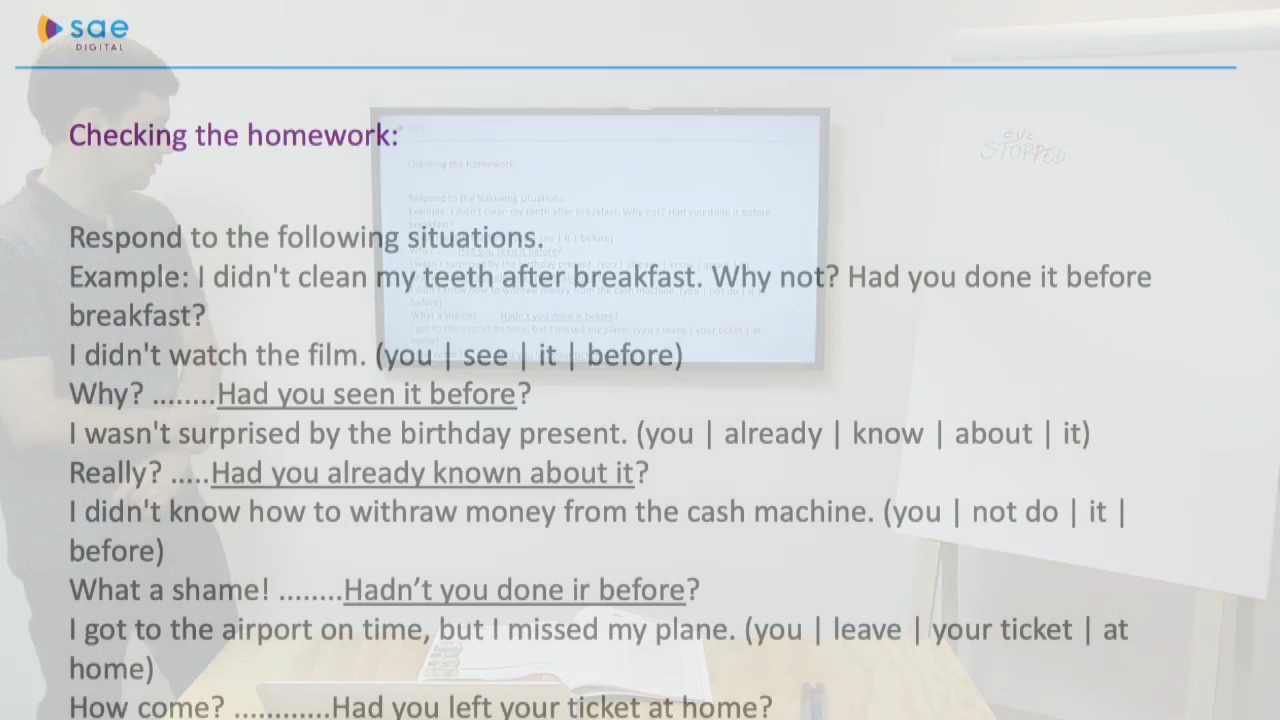 sae
DIGITAL
Checking the homework:
Respond to the following situations.
Example: I didn't clean my teeth after breakfast. Why not? Had you done it before
breakfast?
I didn't watch the film. (you | see | it | before)
Why? ........Had you seen it before?
I wasn't surprised by the birthday present. (you | already | know | about | it)
Really? .....Had you already known about it?
I didn't know how to withraw money from the cash machine. (you | not do | it |
before)
What a shame! ........Hadn’t you done ir before?
I got to the airport on time, but I missed my plane. (you | leave | your ticket | at
home)
How come? ............Had you left your ticket at home?
STOPPED